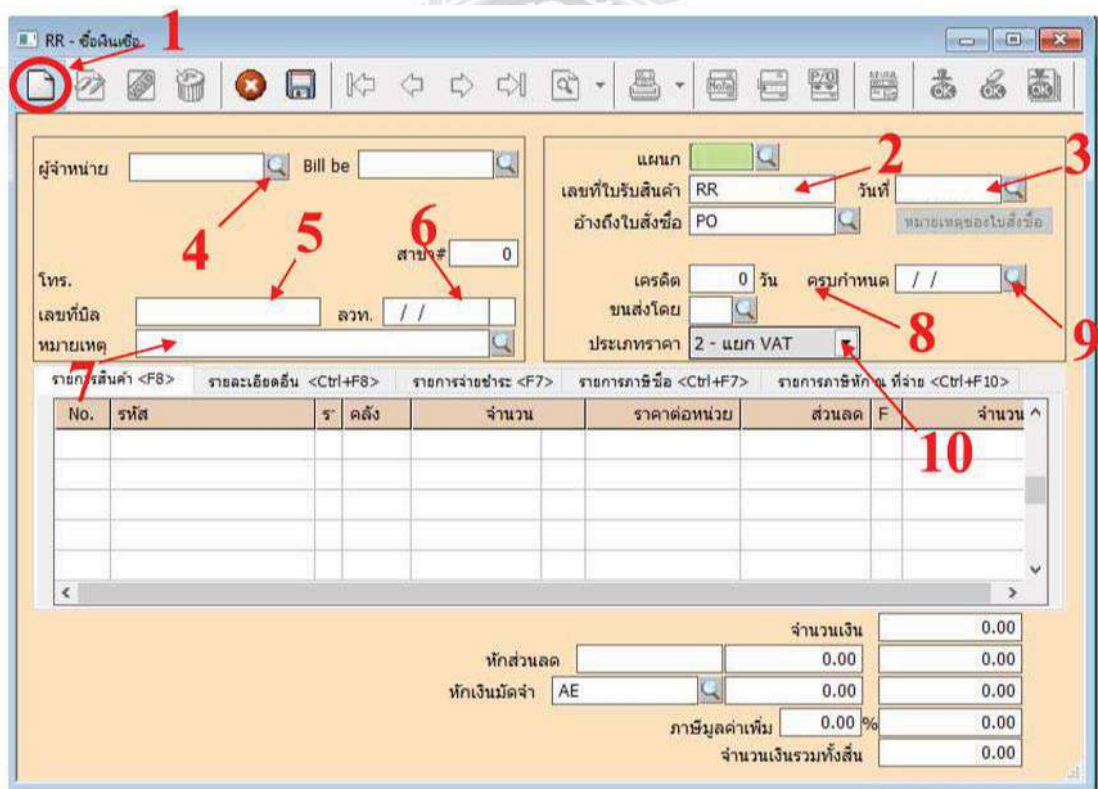 RR - ซื้อเงินเชื่อ
1
ผู้จำหน่าย Bill be
4
5
6
สาขา# 0
โทร.
เลขที่บิล ลวท. / /
หมายเหตุ
7
แผนก
2
3
เลขที่ใบรับสินค้า RR วันที่
อ้างถึงใบสั่งซื้อ PO หมายเหตุของใบสั่งซื้อ
เครดิต 0 วัน ครบกำหนด / /
ขนส่งโดย
8
9
ประเภทราคา 2 - แยก VAT
10
รายการสินค้า <F8> รายละเอียดอื่น <Ctrl+F8> รายการจ่ายชำระ <F7> รายการภาษีซื้อ <Ctrl+F7> รายการภาษีหัก ณ ที่จ่าย <Ctrl+F10>
No. รหัส คลัง จำนวน ราคาต่อหน่วย ส่วนลด F จำนวน
จำนวนเงิน 0.00
หักส่วนลด 0.00 0.00
หักเงินมัดจำ AE 0.00 0.00
ภาษีมูลค่าเพิ่ม 0.00 % 0.00
จำนวนเงินรวมทั้งสิ้น 0.00